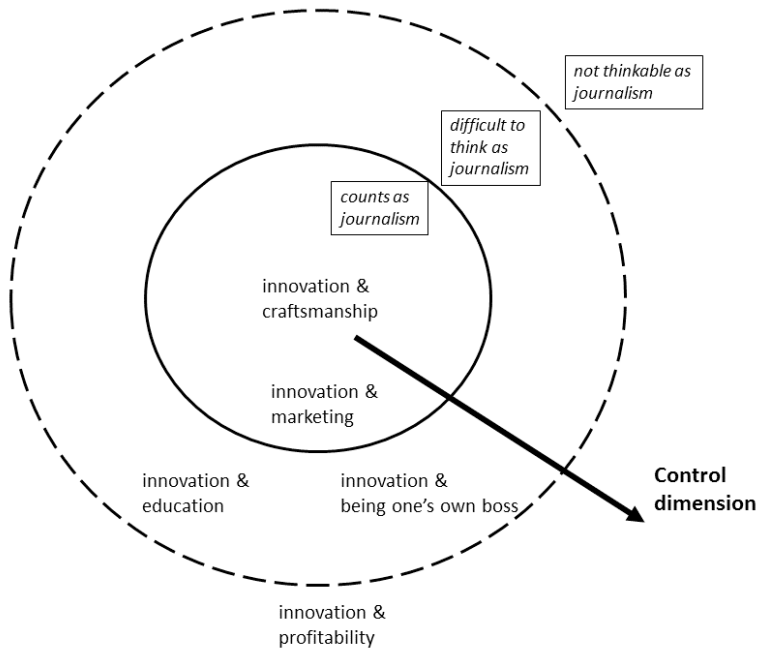 not thinkable as
journalism
difficult to
think as
journalism
counts as
journalism
innovation &
craftsmanship
innovation &
marketing
innovation &
education
innovation &
being one’s own boss
Control
dimension
innovation &
profitability